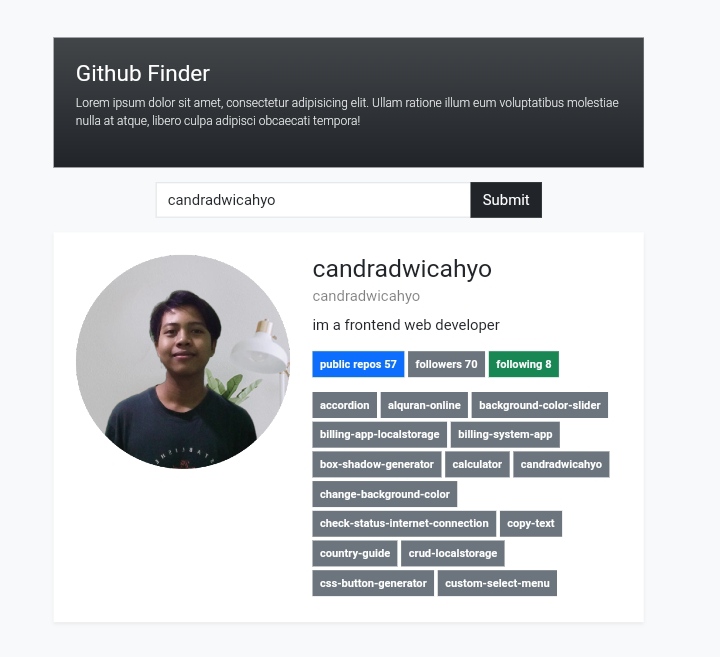 Github Finder
Lorem ipsum dolor sit amet, consectetur adipisicing elit. Ullam ratione illum eum voluptatibus molestiae
nulla at atque, libero culpa adipisci obcaecati tempora!
candradwicahyo Submit
candradwicahyo
candradwicahyo
im a frontend web developer
public repos 57 followers 70 following 8
accordion alquran-online background-color-slider
billing-app-localstorage billing-system-app
box-shadow-generator calculator candradwicahyo
change-background-color
check-status-internet-connection copy-text
country-guide crud-localstorage
css-button-generator custom-select-menu